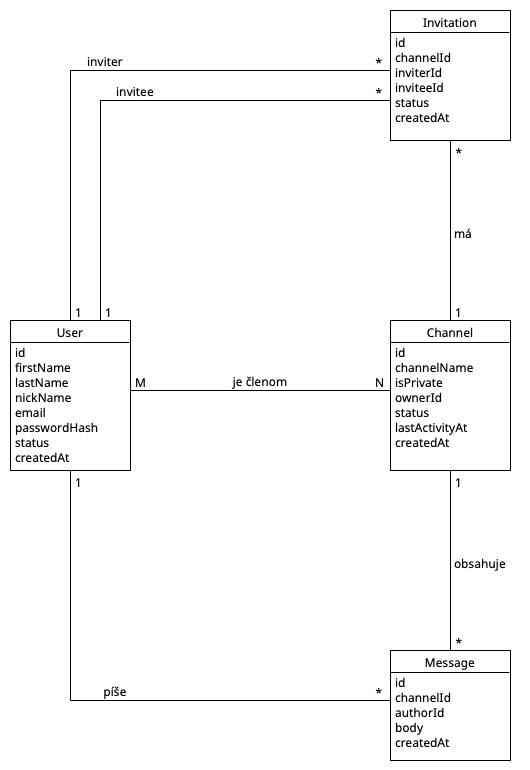 Invitation
id
channelId
inviterId
inviteeId
status
createdAt
inviter
*
invitee
*
*
má
1
1
1
User
id
firstName
lastName
nickName
email
passwordHash
status
createdAt
M
je členom
N
Channel
id
channelName
isPrivate
ownerId
status
lastActivityAt
createdAt
1
1
obsahuje
*
píše
*
Message
id
channelId
authorId
body
createdAt